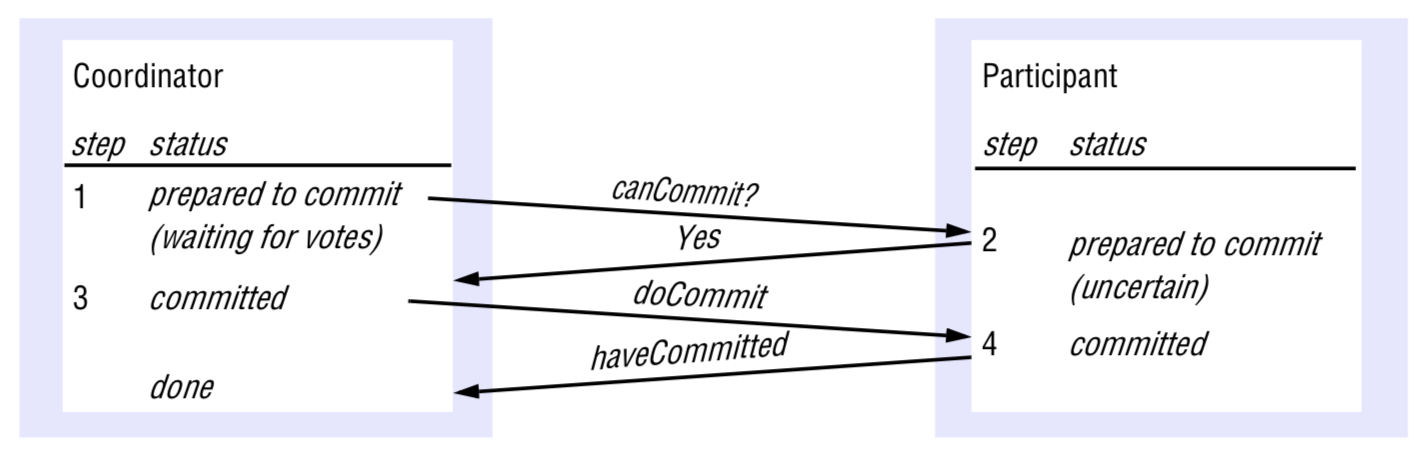 Coordinator
step status
1 prepared to commit
(waiting for votes)
3 committed
done
canCommit?
Yes
doCommit
haveCommitted
Participant
step status
2 prepared to commit
(uncertain)
4 committed